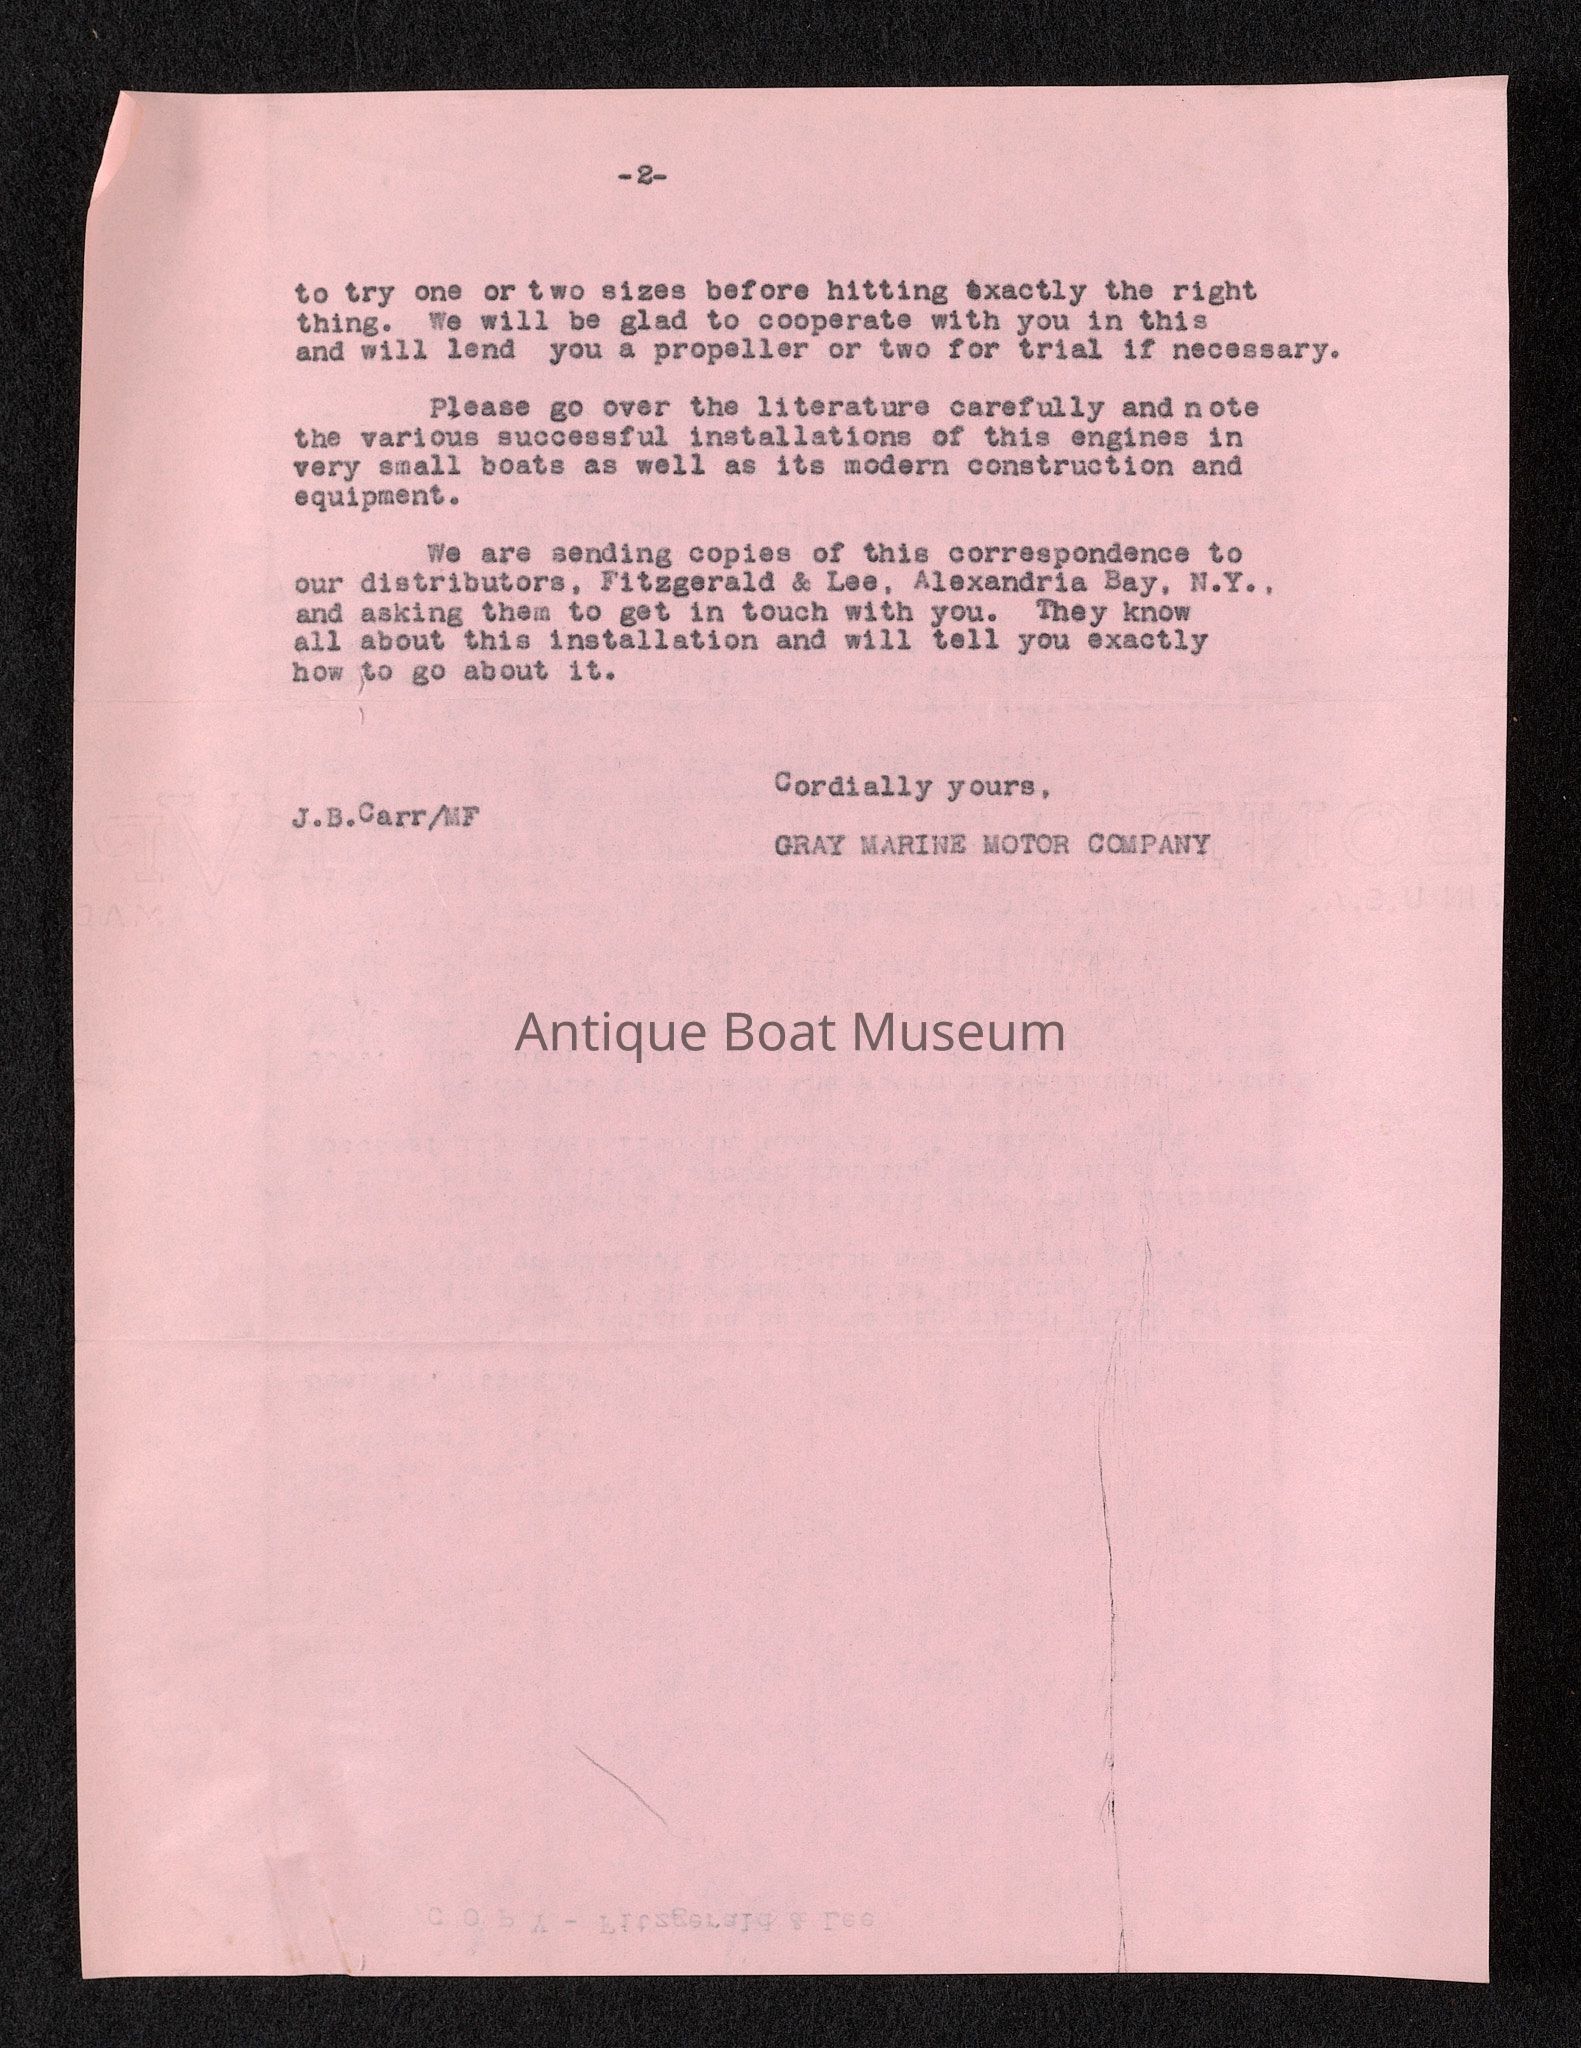 -2-
to try one or two sizes before hitting exactly the right
thing. We will be glad to cooperate with you in this
and will lend you a propeller or two for trial if necessary.
Please go over the literature carefully and note
the various successful installations of this engines in
very small boats as well as its modern construction and
equipment.
We are sending copies of this correspondence to
our distributors, Fitzgerald & Lee, Alexandria Bay, N.Y.,
and asking them to get in touch with you. They know
all about this installation and will tell you exactly
how to go about it.
Cordially yours,
J.B.Carr/MF
GRAY MARINE MOTOR COMPANY
Antique Boat Museum
C O P Y - Fitzgerald & Lee